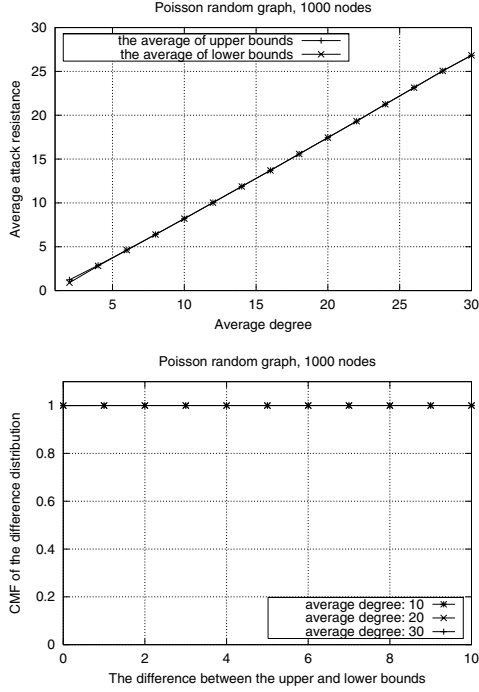 Poisson random graph, 1000 nodes
30
25
20
15
10
5
0
the average of upper bounds
the average of lower bounds
Average attack resistance
5 10 15 20 25 30
Average degree
Poisson random graph, 1000 nodes
1
0.8
0.6
0.4
0.2
0
CMF of the difference distribution
average degree: 10
average degree: 20
average degree: 30
0 2 4 6 8 10
The difference between the upper and lower bounds